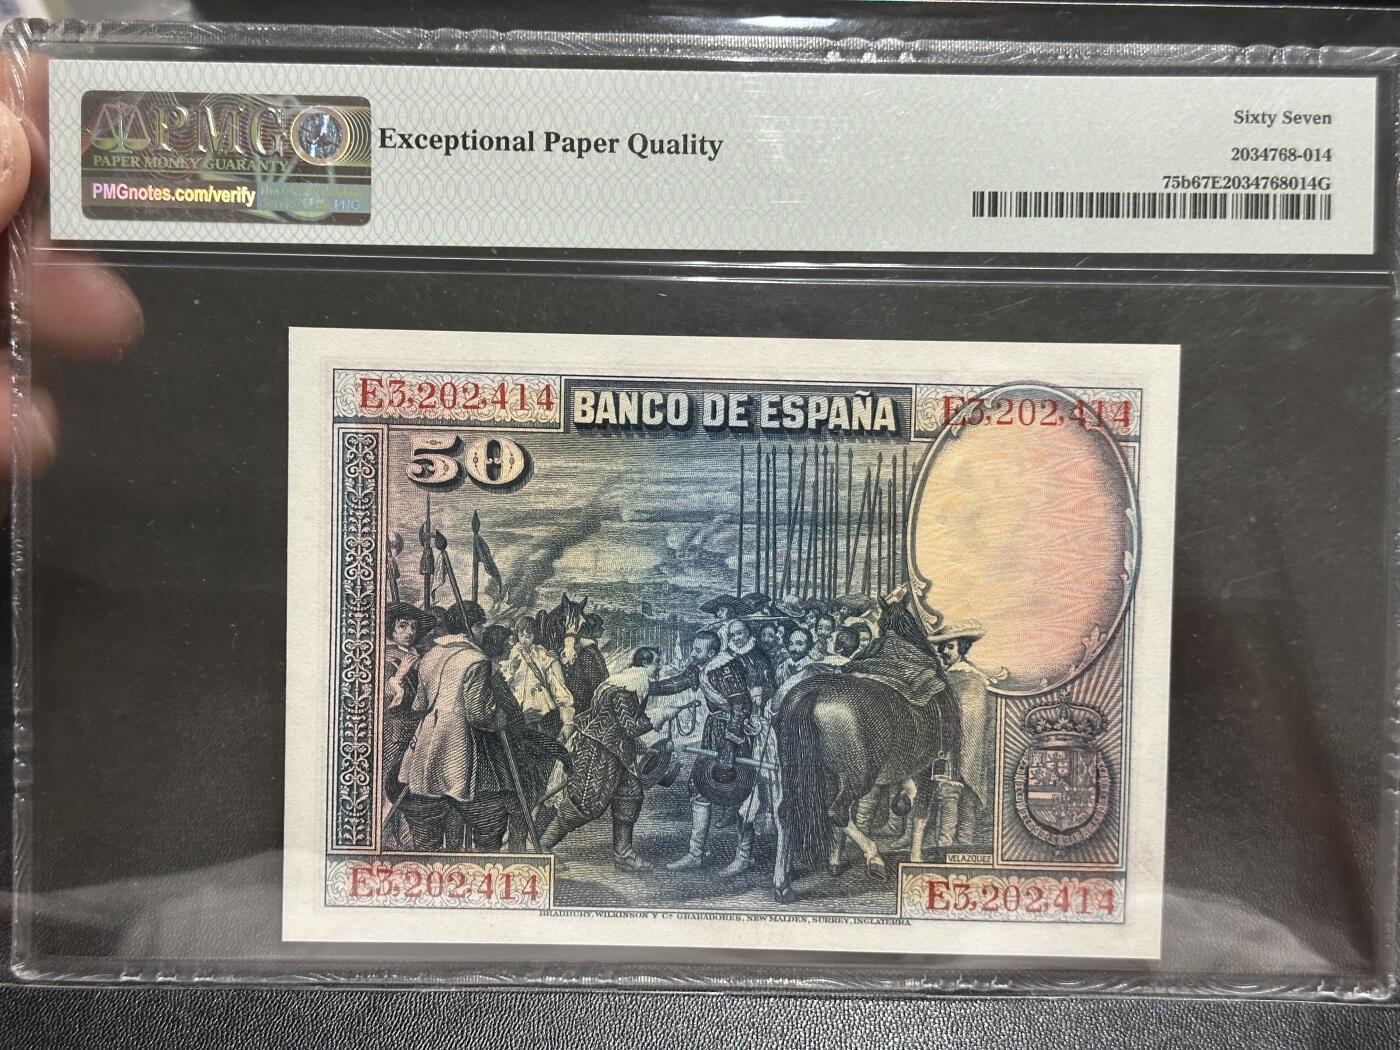 PMG
PAPER MONEY GUARANTY
PMGnotes.com/verify
Exceptional Paper Quality
Sixty Seven
2034768-014
75b67E2034768014G
E3,202,414
BANCO DE ESPAÑA
E3,202,414
50
VELAZQUEZ
E3,202,414
E3,202,414
BRADBURY, WILKINSON Y Cª GRABADORES, NEW MALDEN, SURREY, INGLATERRA